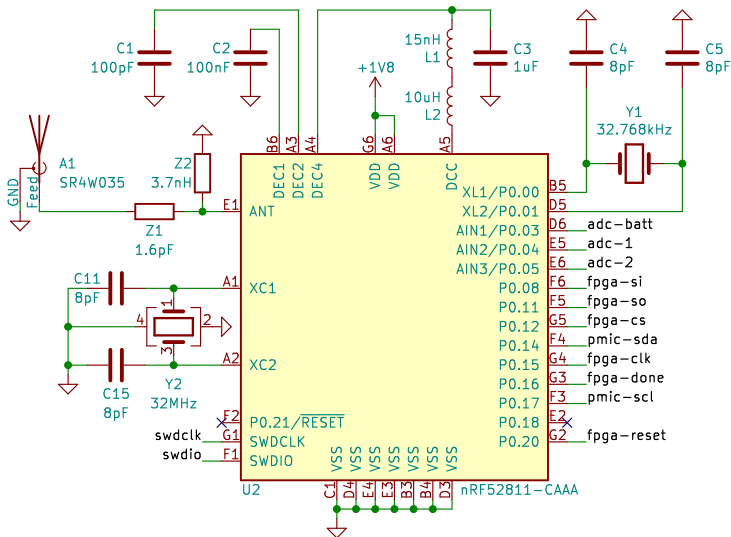 C1
100pF
C2
100nF
15nH
L1
10uH
L2
C3
1uF
C4
8pF
C5
8pF
+1V8
Y1
32.768kHz
A1
SR4W035
GND
Feed
Z2
3.7nH
Z1
1.6pF
B6
A3
A4
G6
A6
A5
DEC1
DEC2
DEC4
VDD
VDD
DCC
E1
ANT
XL1/P0.00
B5
XL2/P0.01
D5
AIN1/P0.03
D6
adc-batt
AIN2/P0.04
E5
adc-1
AIN3/P0.05
E6
adc-2
P0.08
F6
fpga-si
P0.11
F5
fpga-so
P0.12
G5
fpga-cs
P0.14
F4
pmic-sda
P0.15
G4
fpga-clk
P0.16
G3
fpga-done
P0.17
F3
pmic-scl
P0.18
E2
P0.20
G2
fpga-reset
C11
8pF
A1
XC1
1
4
2
3
A2
XC2
C15
8pF
Y2
32MHz
F2
P0.21/RESET
swdclk
G1
SWDCLK
swdio
F1
SWDIO
VSS
VSS
VSS
VSS
VSS
VSS
VSS
C1
D4
E4
E3
B3
B4
D3
U2
nRF52811-CAAA